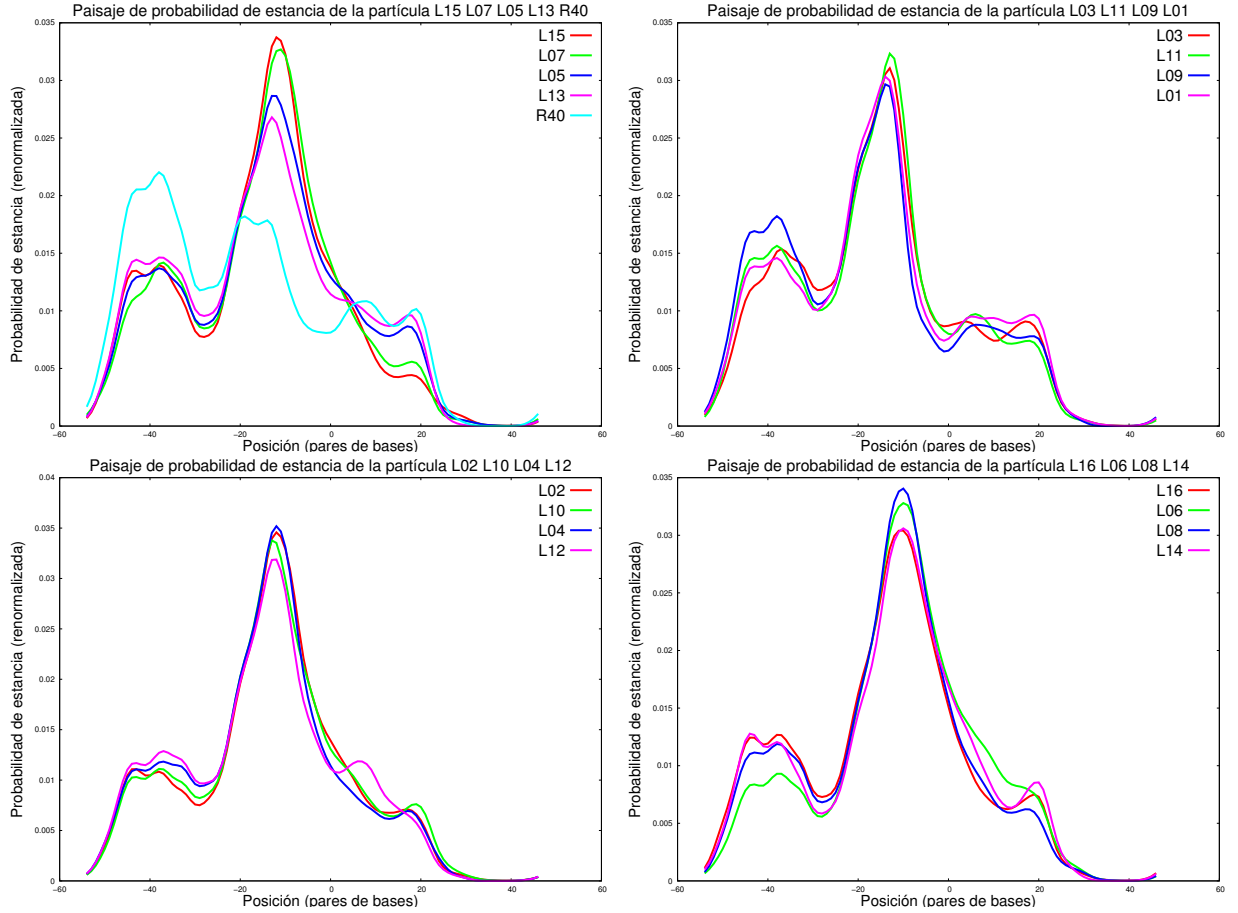 Paisaje de probabilidad de estancia de la partícula L15 L07 L05 L13 R40
Probabilidad de estancia (renormalizada)
0.035
0.03
0.025
0.02
0.015
0.01
0.005
0
L15
L07
L05
L13
R40
−60 −40 −20 0 20 40 60
Posición (pares de bases)
Paisaje de probabilidad de estancia de la partícula L03 L11 L09 L01
Probabilidad de estancia (renormalizada)
0.035
0.03
0.025
0.02
0.015
0.01
0.005
0
L03
L11
L09
L01
−60 −40 −20 0 20 40 60
Posición (pares de bases)
Paisaje de probabilidad de estancia de la partícula L02 L10 L04 L12
Probabilidad de estancia (renormalizada)
0.04
0.035
0.03
0.025
0.02
0.015
0.01
0.005
0
L02
L10
L04
L12
−60 −40 −20 0 20 40 60
Posición (pares de bases)
Paisaje de probabilidad de estancia de la partícula L16 L06 L08 L14
Probabilidad de estancia (renormalizada)
0.035
0.03
0.025
0.02
0.015
0.01
0.005
0
L16
L06
L08
L14
−60 −40 −20 0 20 40 60
Posición (pares de bases)